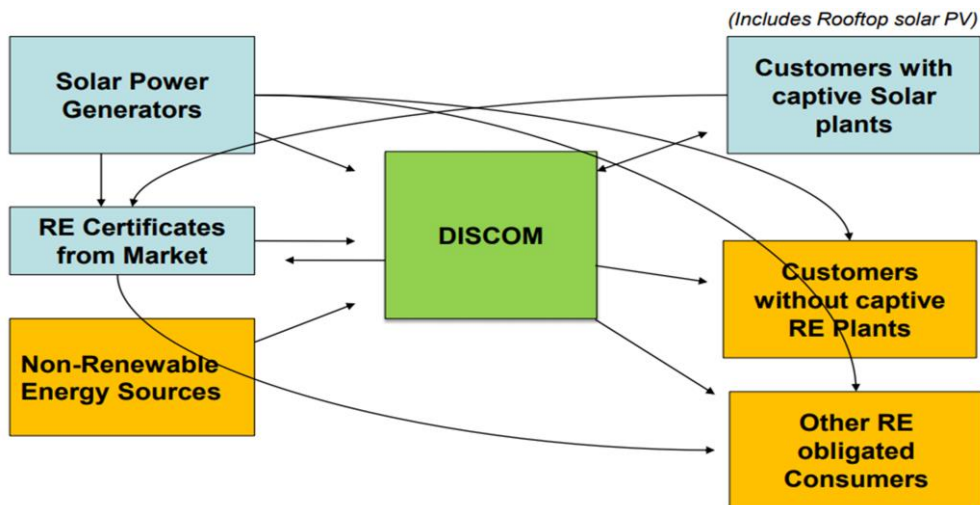 (Includes Rooftop solar PV)
Solar Power
Generators
Customers with
captive Solar
plants
RE Certificates
from Market
DISCOM
Customers
without captive
RE Plants
Non-Renewable
Energy Sources
Other RE
obligated
Consumers